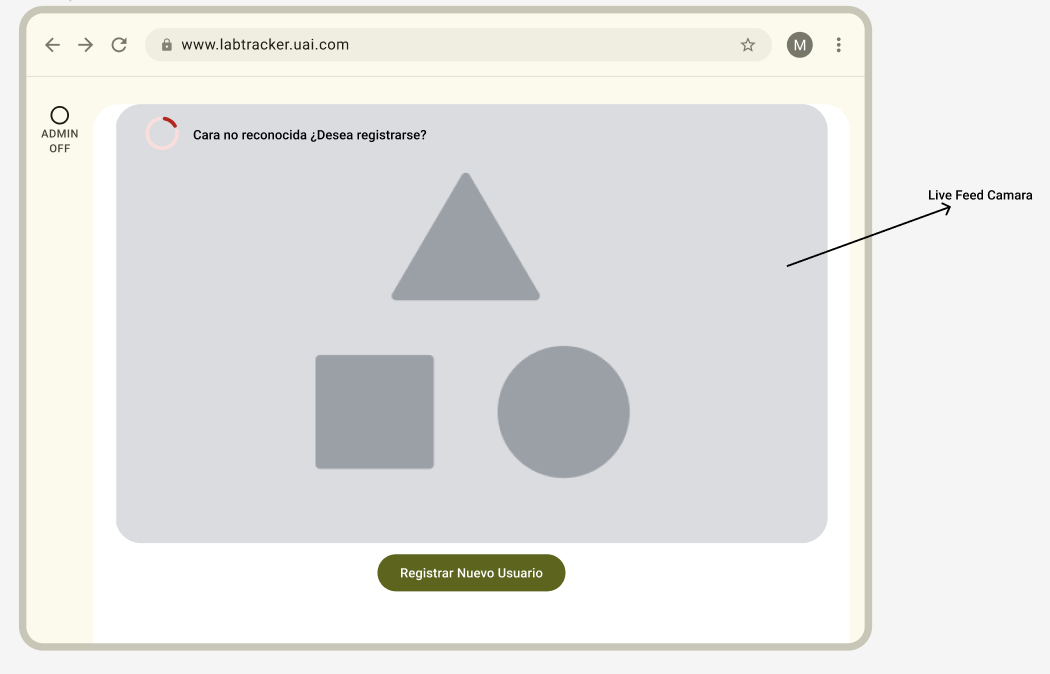 www.labtracker.uai.com
M
ADMIN
OFF
Cara no reconocida ¿Desea registrarse?
Live Feed Camara
Registrar Nuevo Usuario